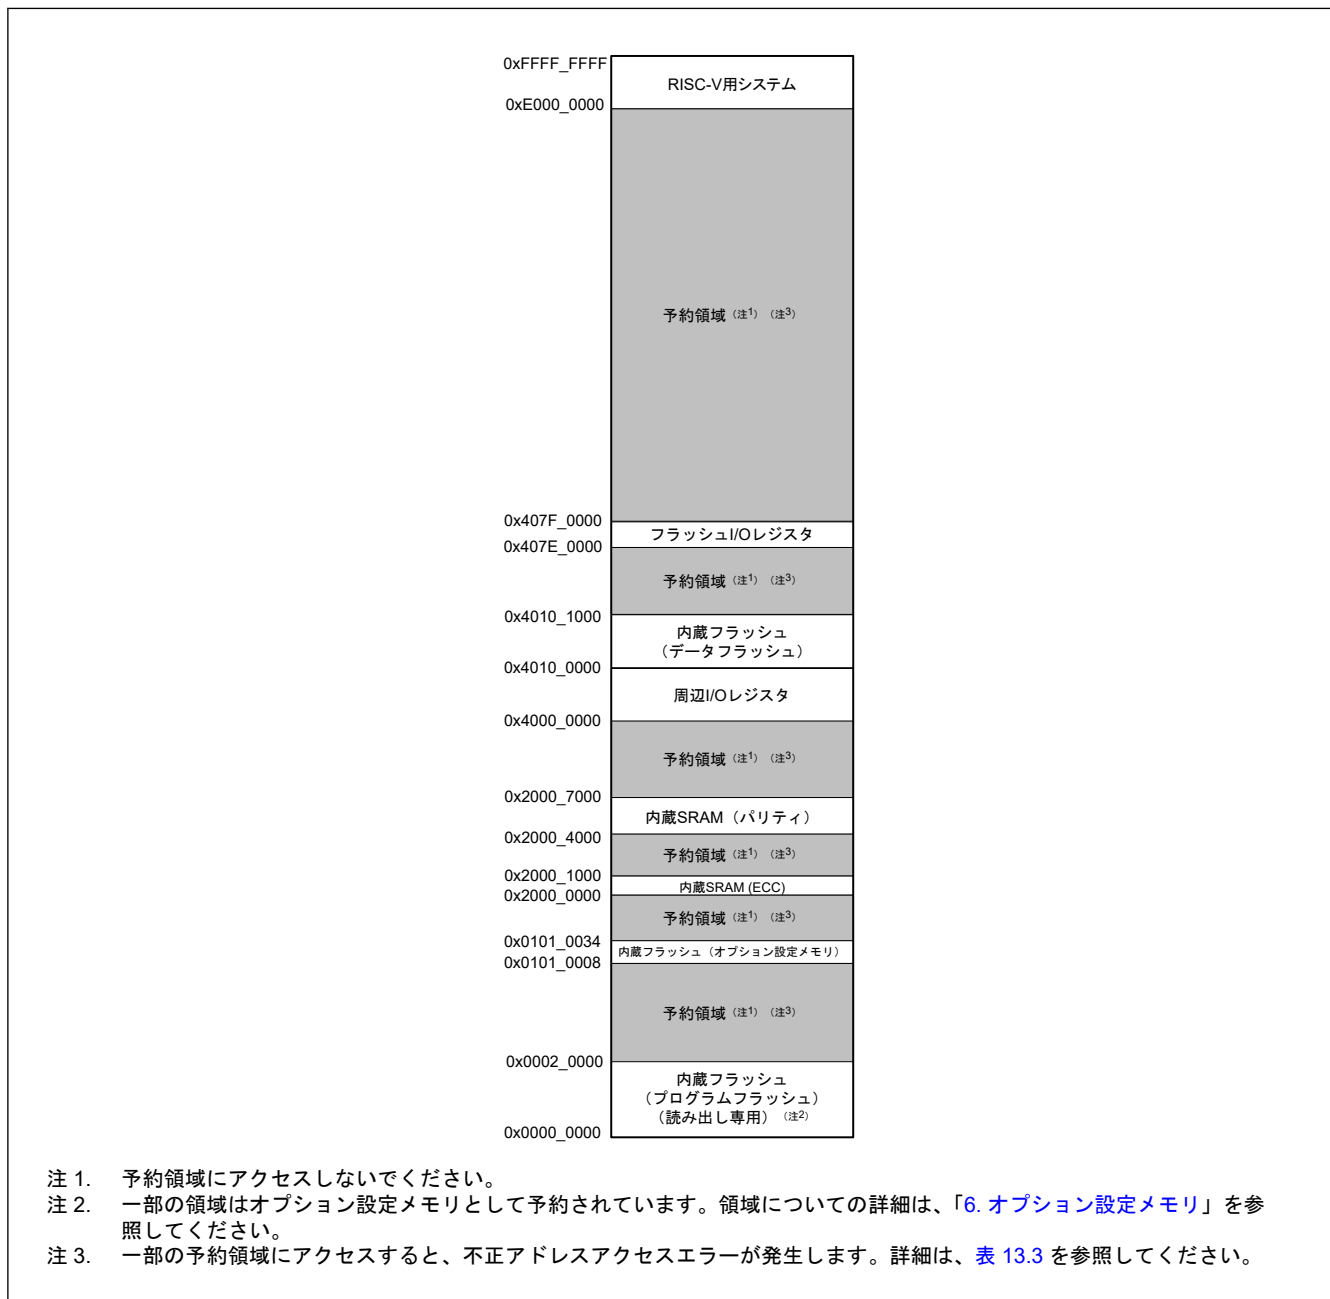 0xFFFF_FFFF
RISC-V用システム
0xE000_0000
予約領域（注1）（注3）
0x407F_0000
フラッシュI/Oレジスタ
0x407E_0000
予約領域（注1）（注3）
0x4010_1000
内蔵フラッシュ
（データフラッシュ）
0x4010_0000
周辺I/Oレジスタ
0x4000_0000
予約領域（注1）（注3）
0x2000_7000
内蔵SRAM（パリティ）
0x2000_4000
予約領域（注1）（注3）
0x2000_1000
内蔵SRAM (ECC)
0x2000_0000
予約領域（注1）（注3）
0x0101_0034
内蔵フラッシュ（オプション設定メモリ）
0x0101_0008
予約領域（注1）（注3）
0x0002_0000
内蔵フラッシュ
（プログラムフラッシュ）
（読み出し専用）（注2）
0x0000_0000
注 1. 予約領域にアクセスしないでください。
注 2. 一部の領域はオプション設定メモリとして予約されています。領域についての詳細は、「6. オプション設定メモリ」を参
照してください。
注 3. 一部の予約領域にアクセスすると、不正アドレスアクセスエラーが発生します。詳細は、表 13.3 を参照してください。